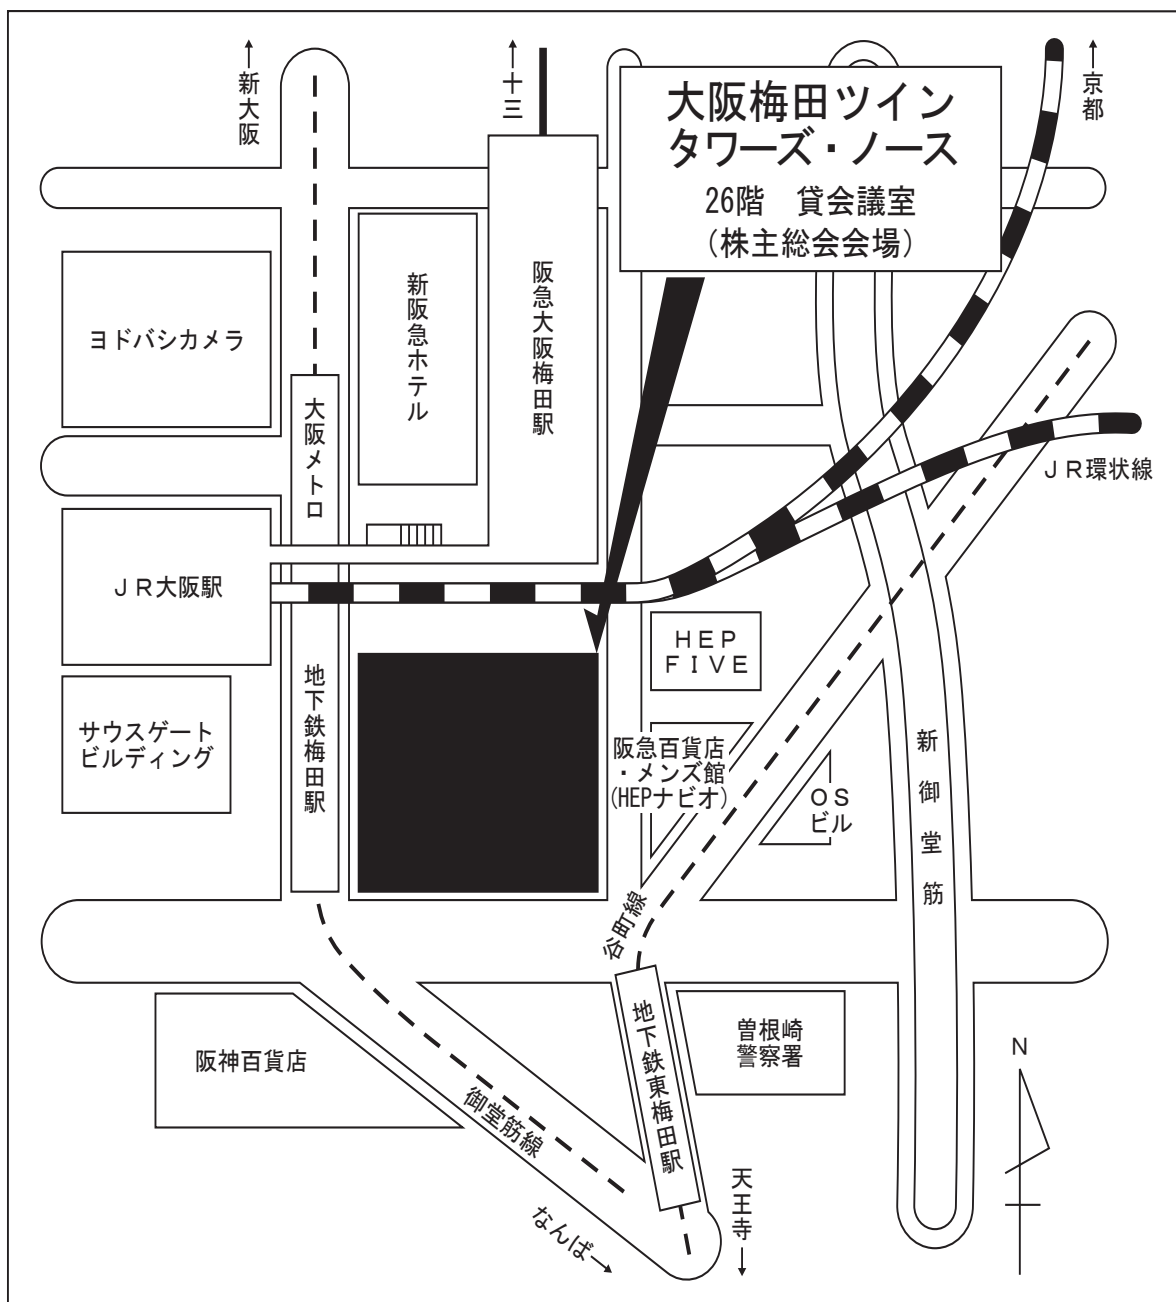 ↑新大阪
↑十三
↑京都
大阪梅田ツイン
タワーズ・ノース
26階　貸会議室
（株主総会会場）
ヨドバシカメラ
新阪急ホテル
阪急大阪梅田駅
大阪メトロ
ＪＲ環状線
ＪＲ大阪駅
ＨＥＰ
ＦＩＶＥ
地下鉄梅田駅
サウスゲート
ビルディング
阪急百貨店
・メンズ館
(HEPナビオ)
ＯＳ
ビル
新御堂筋
谷町線
地下鉄東梅田駅
曽根崎
警察署
阪神百貨店
御堂筋線
Ｎ
なんば→
天王寺↓